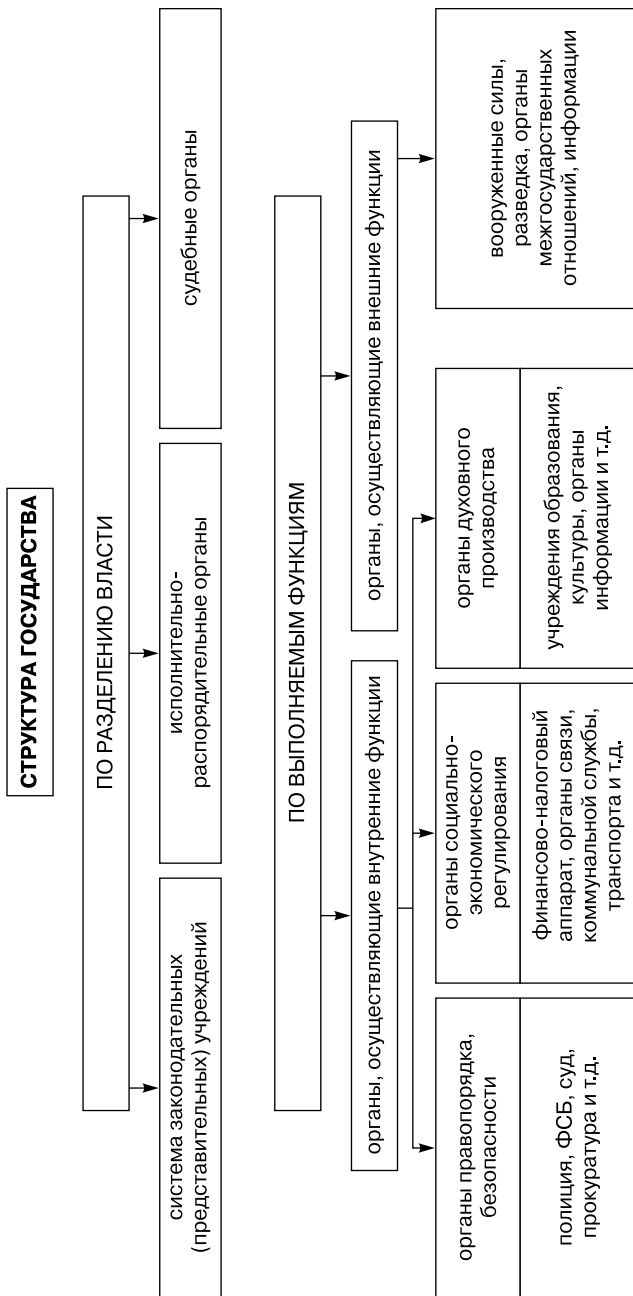 СТРУКТУРА ГОСУДАРСТВА
ПО РАЗДЕЛЕНИЮ ВЛАСТИ
система законодательных
(представительных) учреждений
исполнительно-
распорядительные органы
судебные органы
ПО ВЫПОЛНЯЕМЫМ ФУНКЦИЯМ
органы, осуществляющие внутренние функции
органы, осуществляющие внешние функции
органы правопорядка,
безопасности
полиция, ФСБ, суд,
прокуратура и т.д.
органы социально-
экономического
регулирования
финансово-налоговый
аппарат, органы связи,
коммунальной службы,
транспорта и т.д.
органы духовного
производства
учреждения образования,
культуры, органы
информации и т.д.
вооруженные силы,
разведка, органы
межгосударственных
отношений, информации